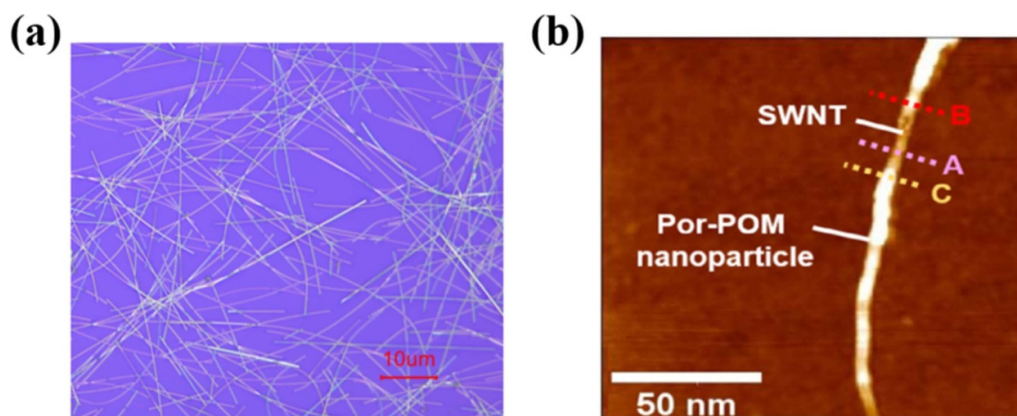 (a)
10um
(b)
SWNT
B
A
C
Por-POM
nanoparticle
50 nm